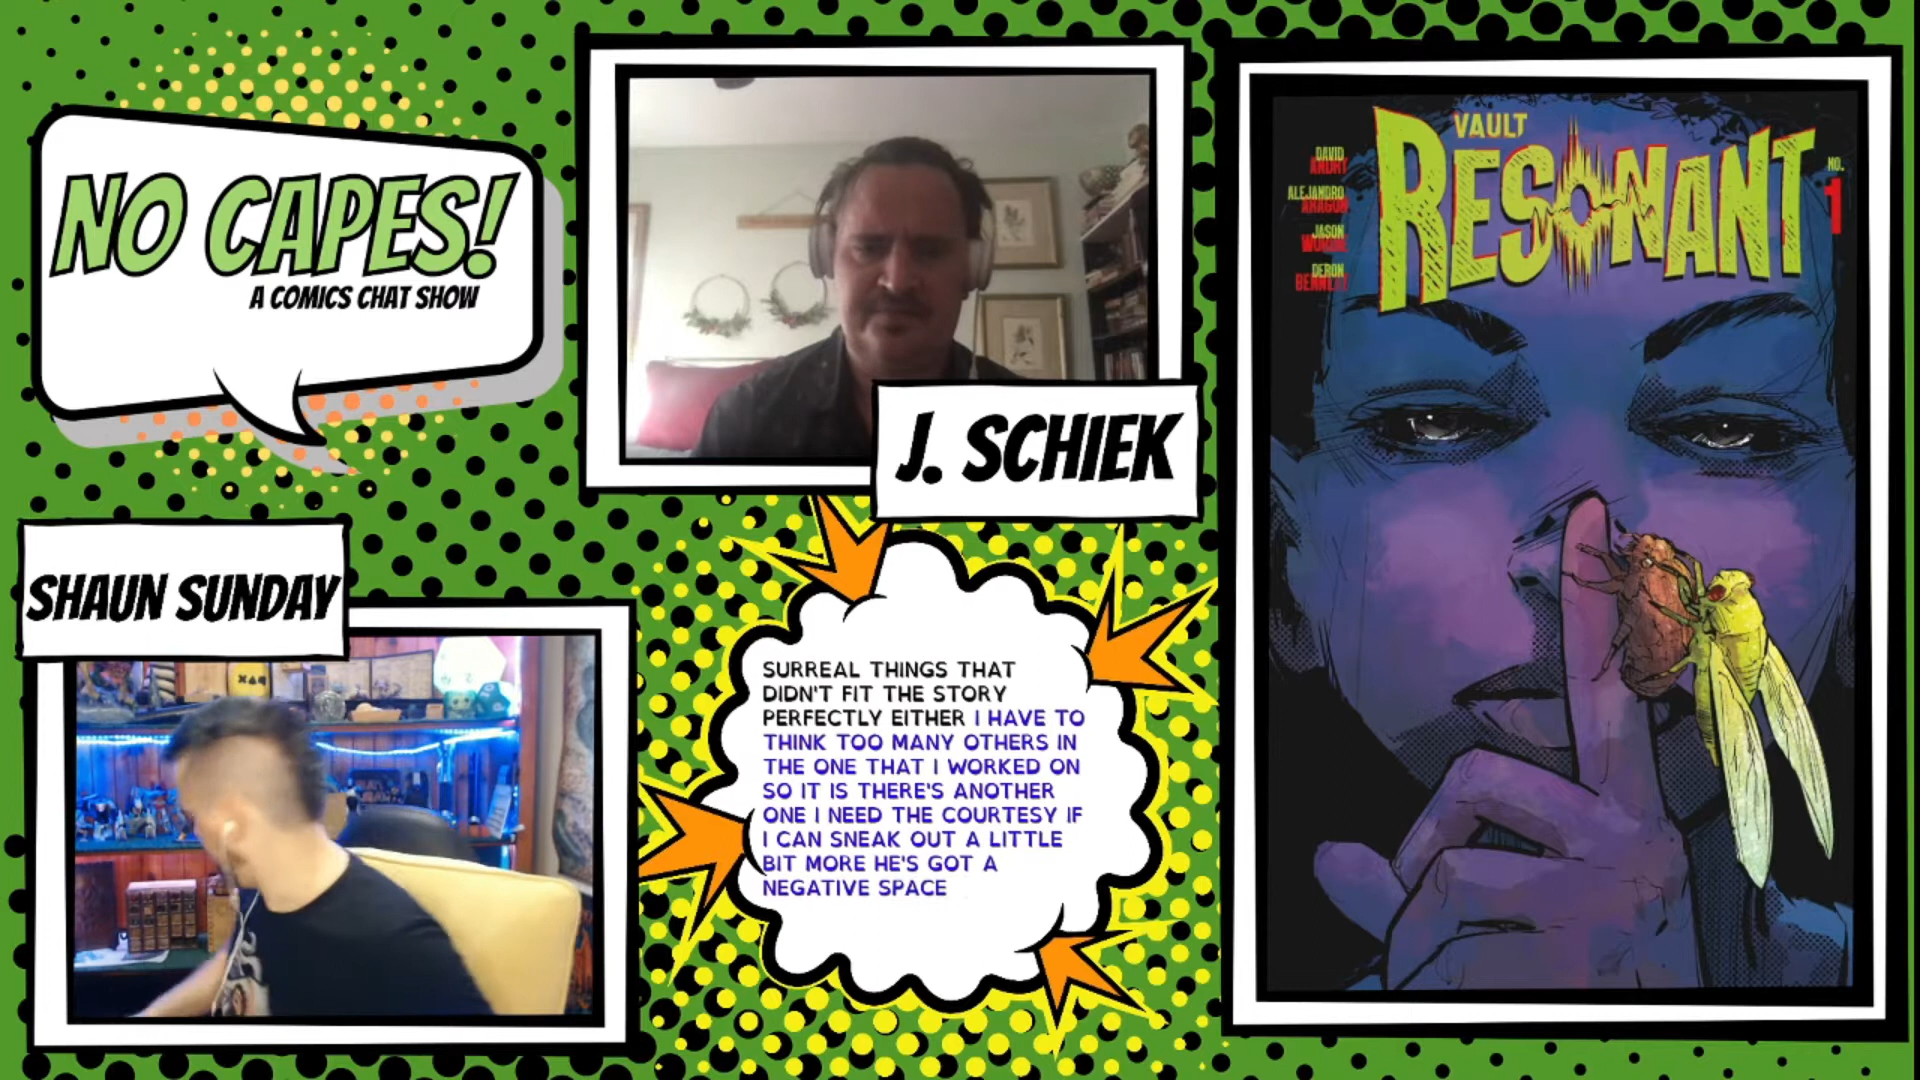 NO CAPES!
A COMICS CHAT SHOW
J. SCHIEK
SHAUN SUNDAY
SURREAL THINGS THAT
DIDN'T FIT THE STORY
PERFECTLY EITHER I HAVE TO
THINK TOO MANY OTHERS IN
THE ONE THAT I WORKED ON
SO IT IS THERE'S ANOTHER
ONE I NEED THE COURTESY IF
I CAN SNEAK OUT A LITTLE
BIT MORE HE'S GOT A
NEGATIVE SPACE
VAULT
RESONANT
DAVID
ANDRY
ALEJANDRO
ARAGON
JASON
DERON
BENNETT
NO.
1